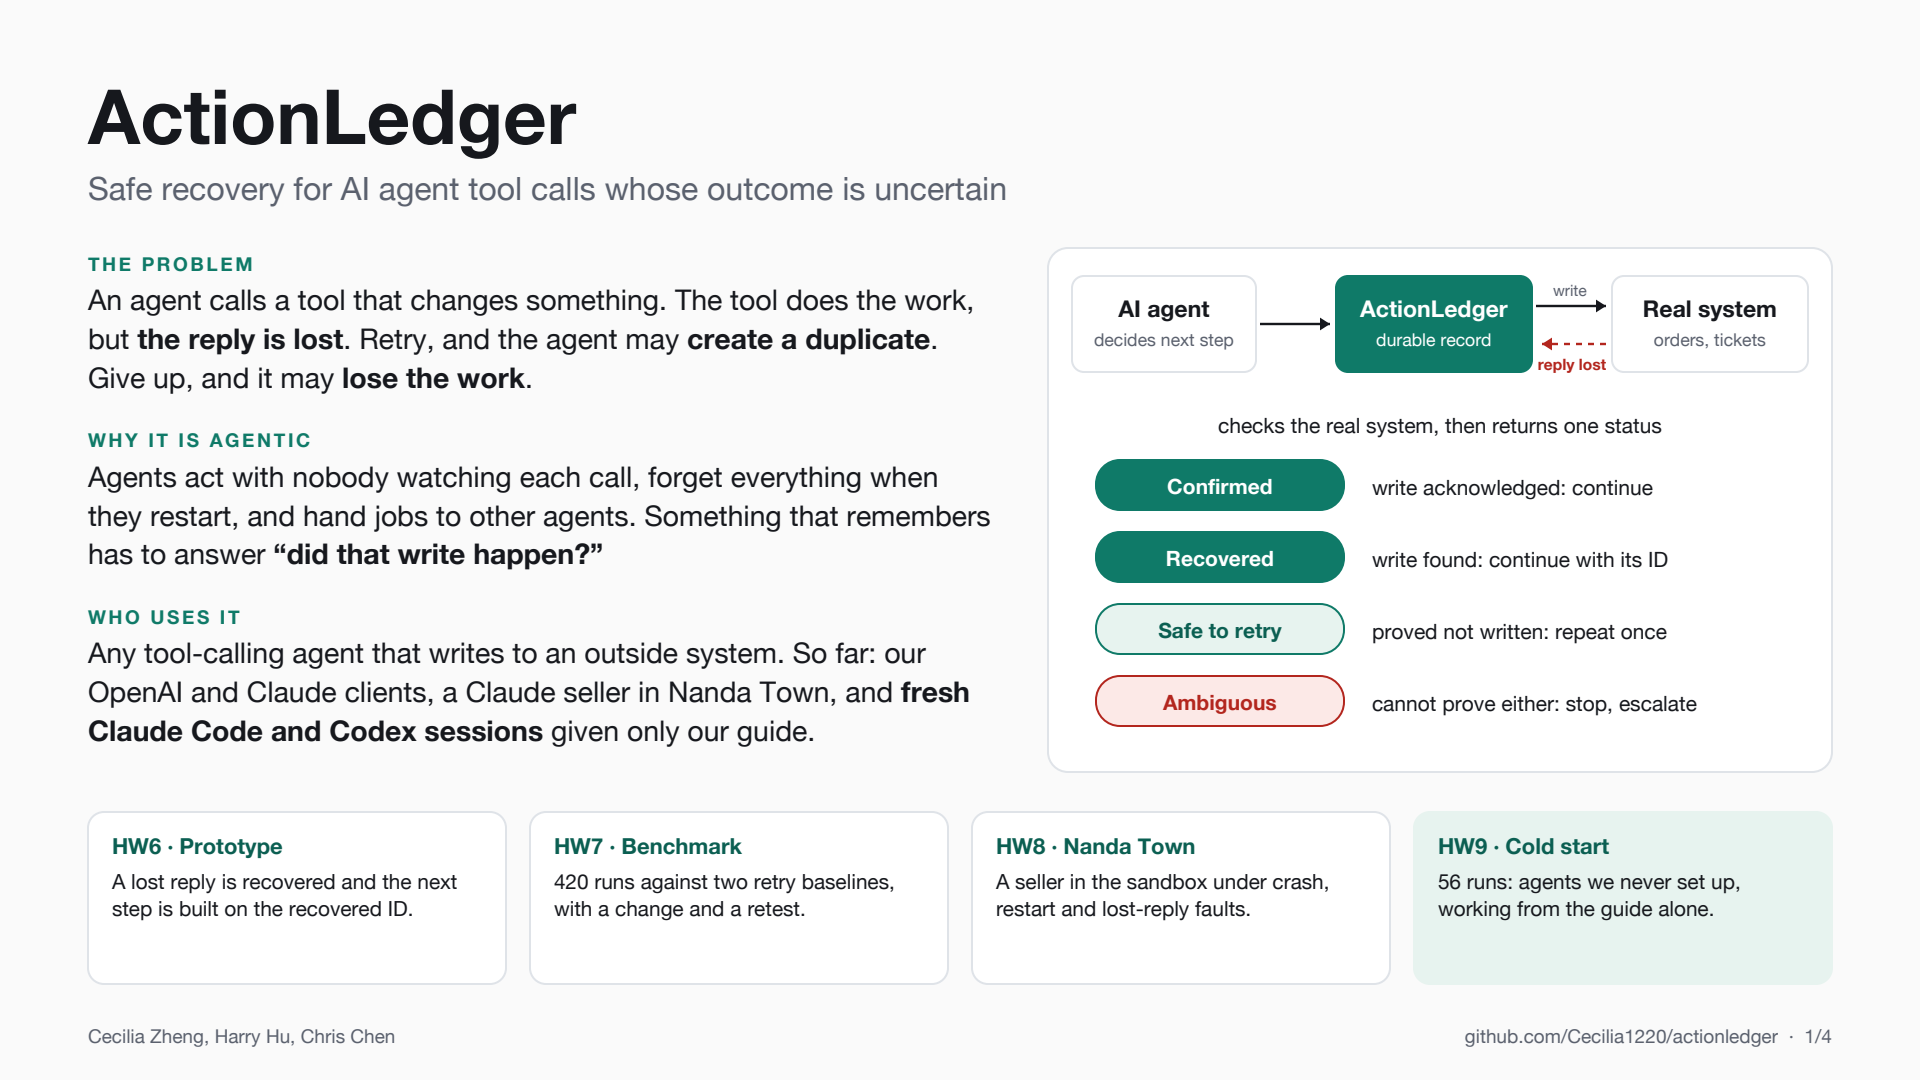 ActionLedger
Safe recovery for AI agent tool calls whose outcome is uncertain
THE PROBLEM
An agent calls a tool that changes something. The tool does the work,
but the reply is lost. Retry, and the agent may create a duplicate.
Give up, and it may lose the work.
WHY IT IS AGENTIC
Agents act with nobody watching each call, forget everything when
they restart, and hand jobs to other agents. Something that remembers
has to answer “did that write happen?”
WHO USES IT
Any tool-calling agent that writes to an outside system. So far: our
OpenAI and Claude clients, a Claude seller in Nanda Town, and fresh
Claude Code and Codex sessions given only our guide.
AI agent
decides next step
ActionLedger
durable record
write
reply lost
Real system
orders, tickets
checks the real system, then returns one status
Confirmed
write acknowledged: continue
Recovered
write found: continue with its ID
Safe to retry
proved not written: repeat once
Ambiguous
cannot prove either: stop, escalate
HW6 · Prototype
A lost reply is recovered and the next
step is built on the recovered ID.
HW7 · Benchmark
420 runs against two retry baselines,
with a change and a retest.
HW8 · Nanda Town
A seller in the sandbox under crash,
restart and lost-reply faults.
HW9 · Cold start
56 runs: agents we never set up,
working from the guide alone.
Cecilia Zheng, Harry Hu, Chris Chen
github.com/Cecilia1220/actionledger · 1/4